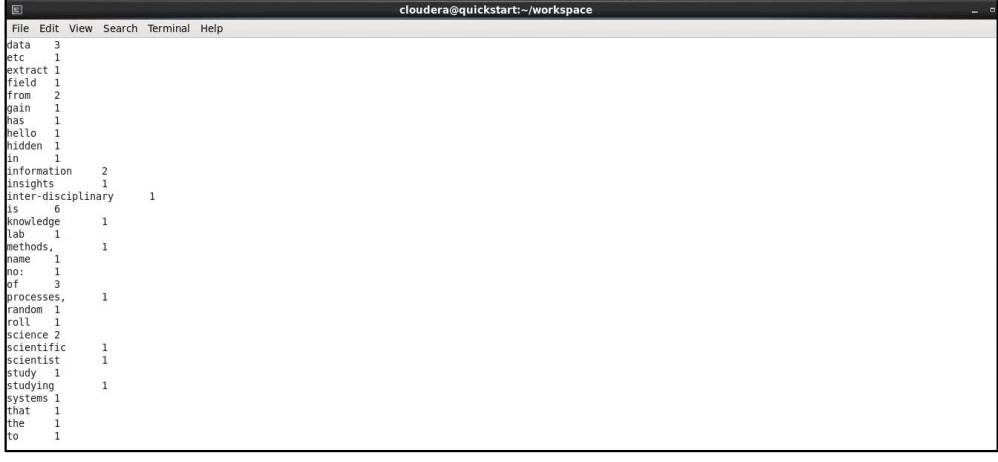 cloudera@quickstart:~/workspace
File Edit View Search Terminal Help
data 3
etc 1
extract 1
field 1
from 2
gain 1
has 1
hello 1
hidden 1
in 1
information 2
insights 1
inter-disciplinary 1
is 6
knowledge 1
lab 1
methods, 1
name 1
no: 1
of 3
processes, 1
random 1
roll 1
science 2
scientific 1
scientist 1
study 1
studying 1
systems 1
that 1
the 1
to 1